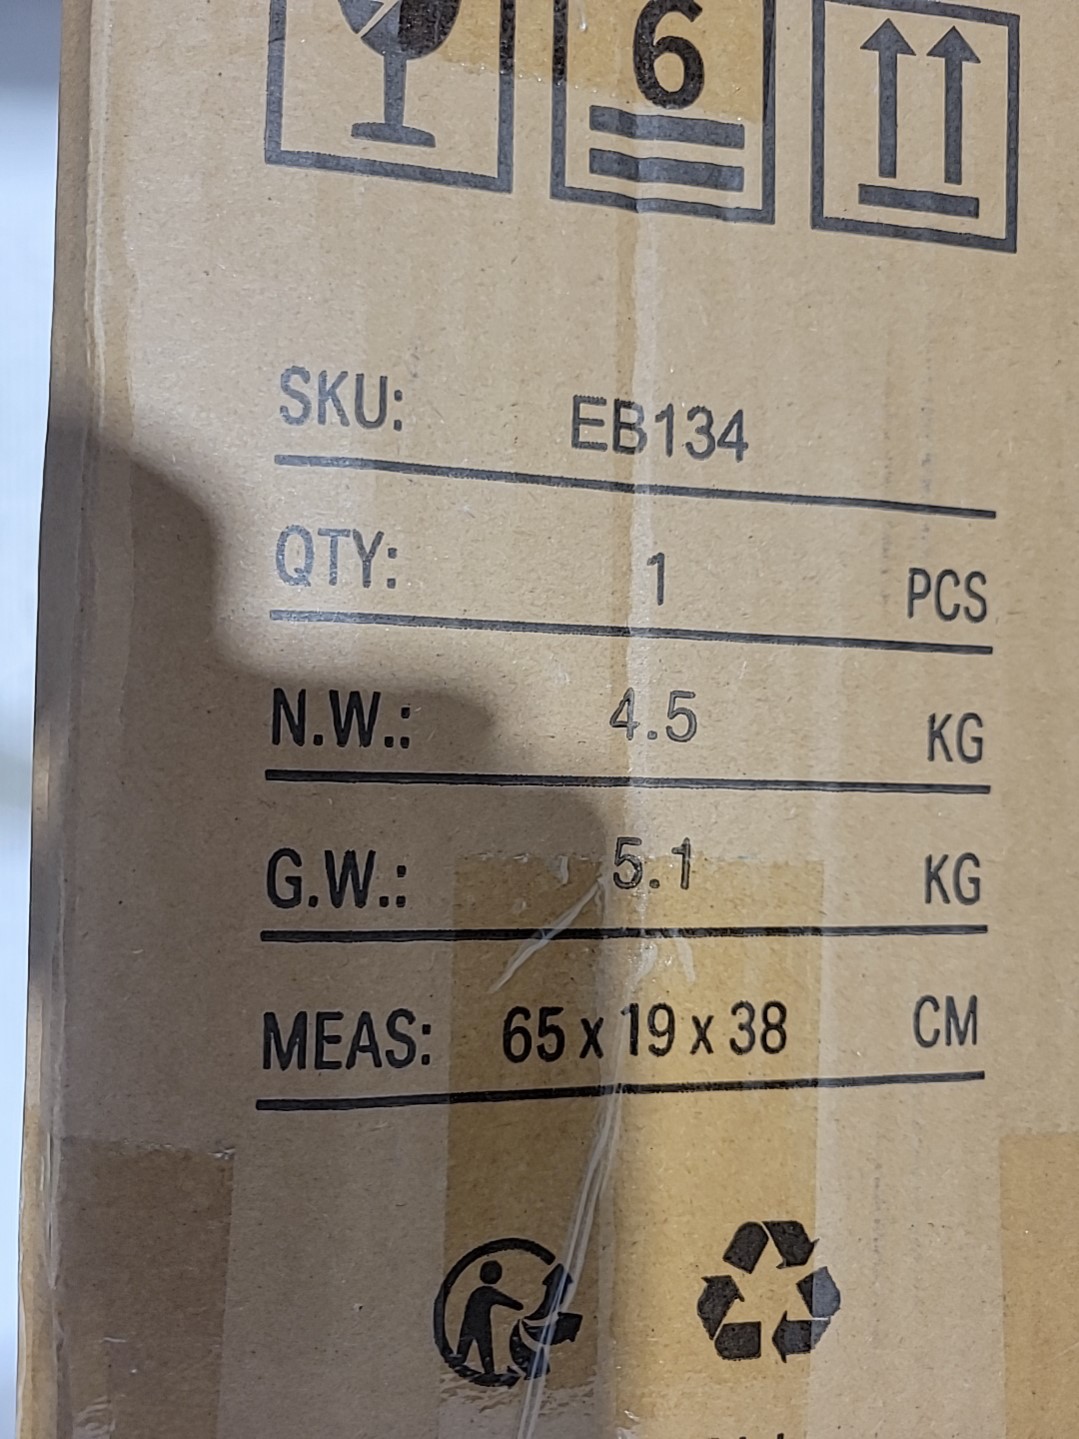 6
SKU: EB134
QTY: 1 PCS
N.W.: 4.5 KG
G.W.: 5.1 KG
MEAS: 65 x 19 x 38 CM